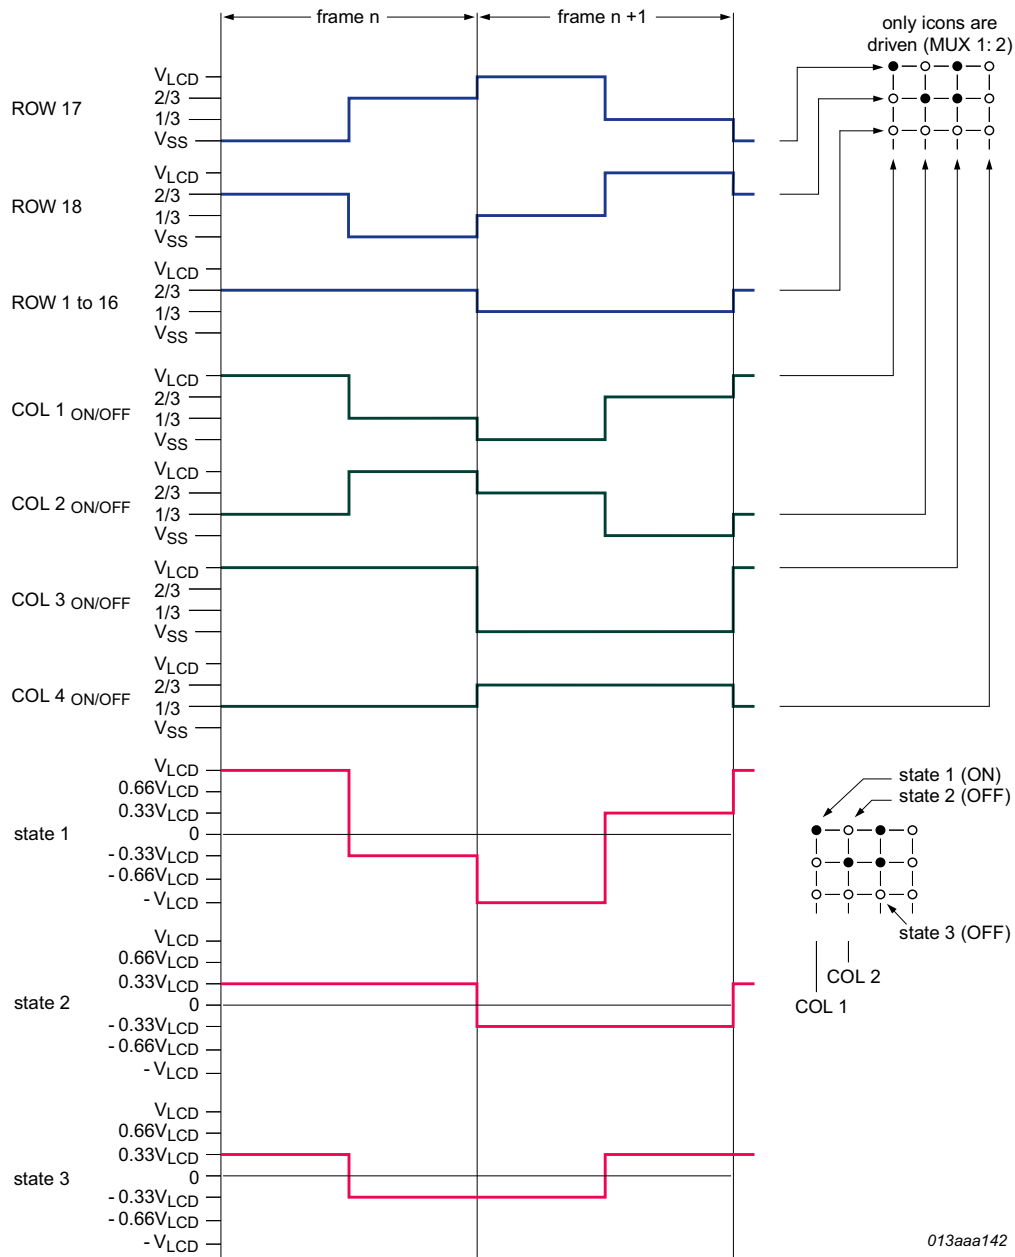 frame n
frame n +1
only icons are
driven (MUX 1: 2)
ROW 17
VLCD
2/3
1/3
VSS
ROW 18
VLCD
2/3
1/3
VSS
ROW 1 to 16
VLCD
2/3
1/3
VSS
COL 1 ON/OFF
VLCD
2/3
1/3
VSS
COL 2 ON/OFF
VLCD
2/3
1/3
VSS
COL 3 ON/OFF
VLCD
2/3
1/3
VSS
COL 4 ON/OFF
VLCD
2/3
1/3
VSS
state 1
VLCD
0.66VLCD
0.33VLCD
0
- 0.33VLCD
- 0.66VLCD
- VLCD
state 1 (ON)
state 2 (OFF)
state 3 (OFF)
COL 2
COL 1
state 2
VLCD
0.66VLCD
0.33VLCD
0
- 0.33VLCD
- 0.66VLCD
- VLCD
state 3
VLCD
0.66VLCD
0.33VLCD
0
- 0.33VLCD
- 0.66VLCD
- VLCD
013aaa142